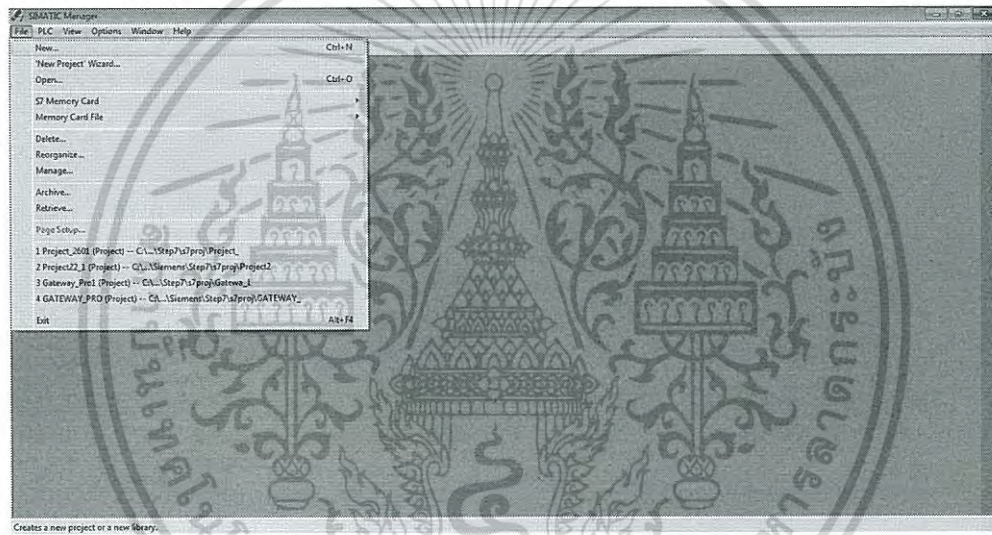 SIMATIC Manager
File PLC View Options Window Help
New... Ctrl+N
'New Project' Wizard...
Open... Ctrl+O
S7 Memory Card
Memory Card File
Delete...
Reorganize...
Manage...
Archive...
Retrieve...
Page Setup...
1 Project_2601 (Project) -- C:\...\Step7\s7proj\Project_
2 Project22_1 (Project) -- C:\...\Siemens\Step7\s7proj\Project2
3 Gateway_Pro1 (Project) -- C:\...\Step7\s7proj\Gatewa_1
4 GATEWAY_PRO (Project) -- C:\...\Siemens\Step7\s7proj\GATEWAY_
Exit Alt+F4
Creates a new project or a new library.